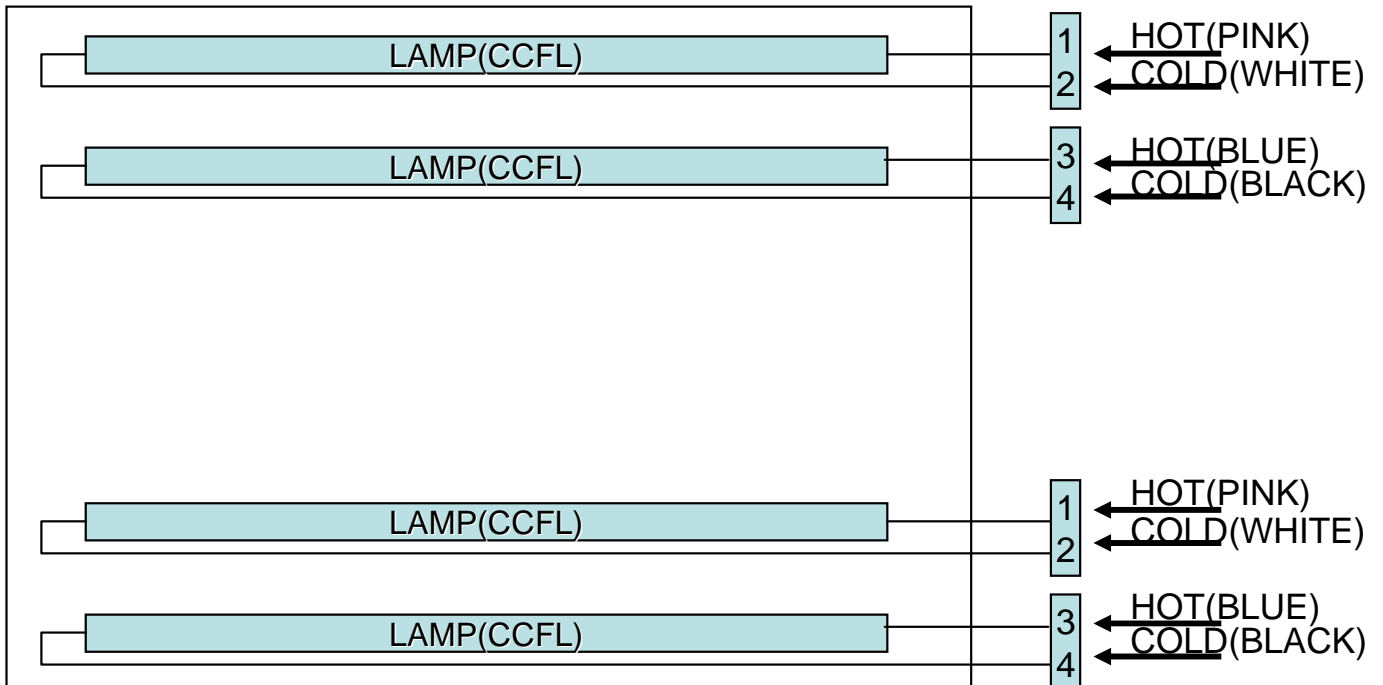 LAMP(CCFL)
1
HOT(PINK)
2
COLD(WHITE)
LAMP(CCFL)
3
HOT(BLUE)
4
COLD(BLACK)
LAMP(CCFL)
1
HOT(PINK)
2
COLD(WHITE)
LAMP(CCFL)
3
HOT(BLUE)
4
COLD(BLACK)